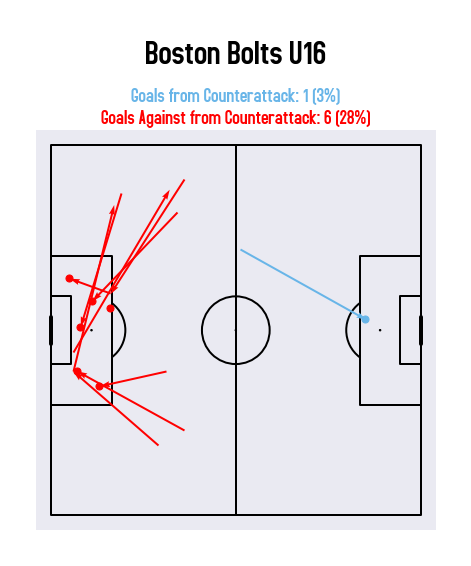 Boston Bolts U16
Goals from Counterattack: 1 (3%)
Goals Against from Counterattack: 6 (28%)